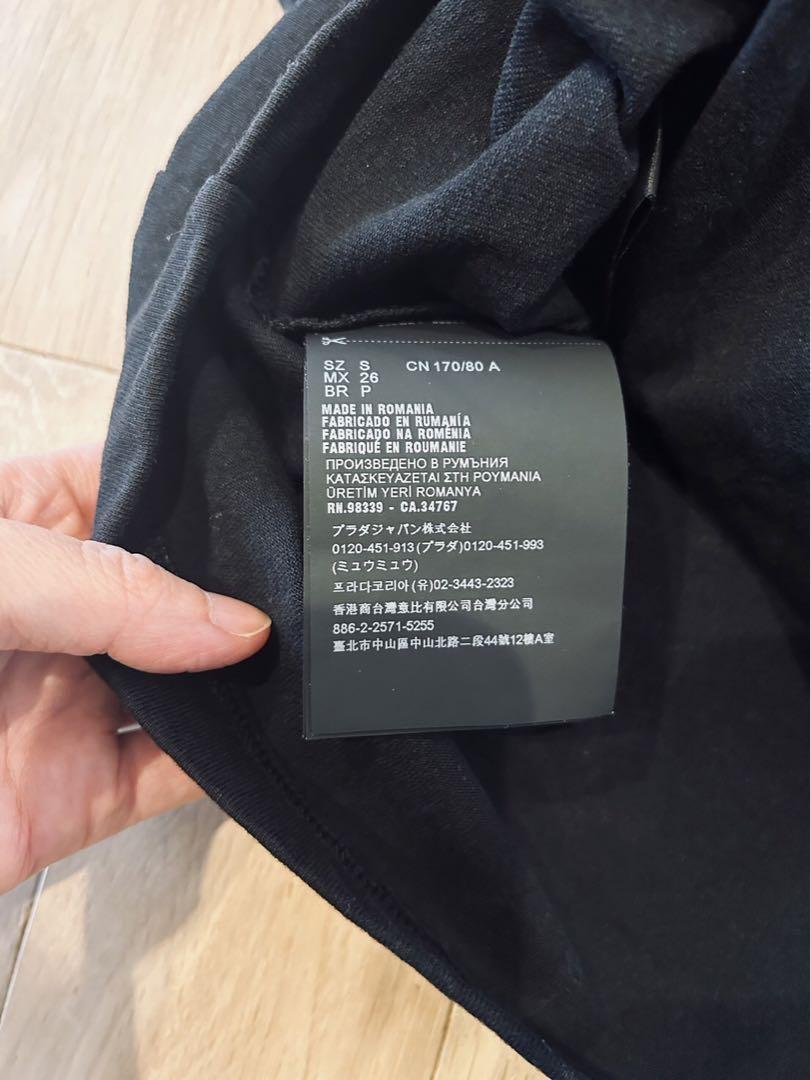 SZ S CN 170/80 A
MX 26
BR P
MADE IN ROMANIA
FABRICADO EN RUMANÍA
FABRICADO NA ROMÉNIA
FABRIQUÉ EN ROUMANIE
ПРОИЗВЕДЕНО В РУМЪНИЯ
ΚΑΤΑΣΚΕΥΑΖΕΤΑΙ ΣΤΗ ΡΟΥΜΑΝΙΑ
ÜRETİM YERİ ROMANYA
RN.98339 - CA.34767
プラダジャパン株式会社
0120-451-913(プラダ)0120-451-993
(ミュウミュウ)
프라다코리아(유)02-3443-2323
香港商台灣意比有限公司台灣分公司
886-2-2571-5255
臺北市中山區中山北路二段44號12樓A室